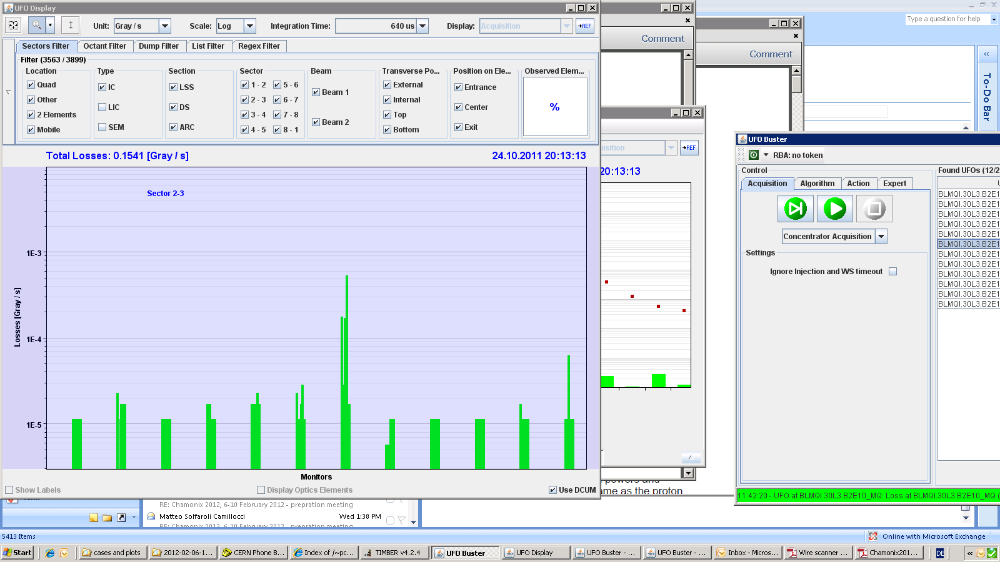 UFO Display
Unit: Gray / s Scale: Log Integration Time: 640 us Display: Acquisition →REF
Sectors Filter Octant Filter Dump Filter List Filter Regex Filter
Filter (3563 / 3899)
Location Type Section Sector Beam Transverse Po... Position on Ele... Observed Elem...
Quad IC LSS 1 - 2 5 - 6 Beam 1 External Entrance
Other LIC DS 2 - 3 6 - 7 Internal Center %
2 Elements SEM ARC 3 - 4 7 - 8 Beam 2 Top Exit
Mobile 4 - 5 8 - 1 Bottom
Total Losses: 0.1541 [Gray / s] 24.10.2011 20:13:13
Sector 2-3
1E-3
1E-4
1E-5
Losses [Gray / s]
Monitors
Show Labels Display Optics Elements Use DCUM
Comment
Comment
→REF
20:13:13
Type a question for help
To-Do Bar
UFO Buster
RBA: no token
Control
Acquisition Algorithm Action Expert
Concentrator Acquisition
Settings
Ignore Injection and WS timeout
Found UFOs (12/2
BLMQI.30L3.B2E1
BLMQI.30L3.B2E1
BLMQI.30L3.B2E1
BLMQI.30L3.B2E1
BLMQI.30L3.B2E1
BLMQI.30L3.B2E1
BLMQI.30L3.B2E1
BLMQI.30L3.B2E1
BLMQI.30L3.B2E1
BLMQI.30L3.B2E1
BLMQI.30L3.B2E1
BLMQI.30L3.B2E1
11:42:20 - UFO at BLMQI.30L3.B2E10_MQ: Loss at BLMQI.30L3.B2E10_MQ (
powers and
me as the proton
RE: Chamonix 2012, 6-10 February 2012 - prepration meeting
Matteo Solfaroli Camillocci Wed 1:38 PM
RE: Chamonix 2012, 6-10 February 2012 - prepration meeting
5413 Items Online with Microsoft Exchange
Start cases and plots 2012-02-06-1... CERN Phone B... Index of /~pc... TIMBER v4.2.4 UFO Buster UFO Display UFO Buster - ... UFO Buster - ... Inbox - Micros... Wire scanner ... Chamonix201... DE